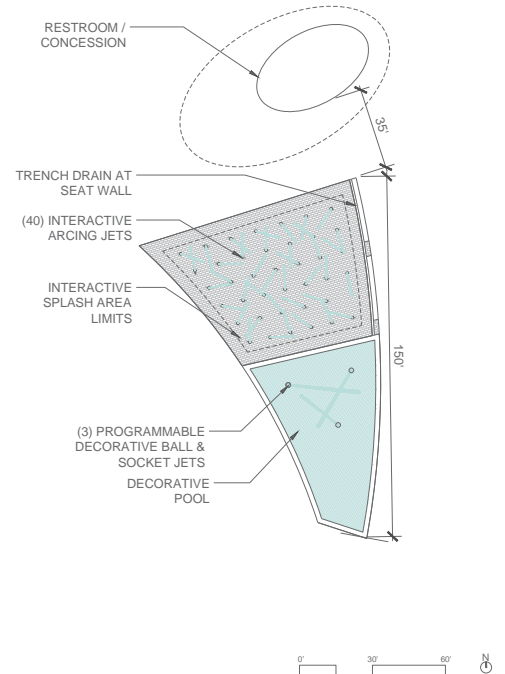 RESTROOM /
CONCESSION
35'
TRENCH DRAIN AT
SEAT WALL
(40) INTERACTIVE
ARCING JETS
INTERACTIVE
SPLASH AREA
LIMITS
150'
(3) PROGRAMMABLE
DECORATIVE BALL &
SOCKET JETS
DECORATIVE
POOL
0' 30' 60' N